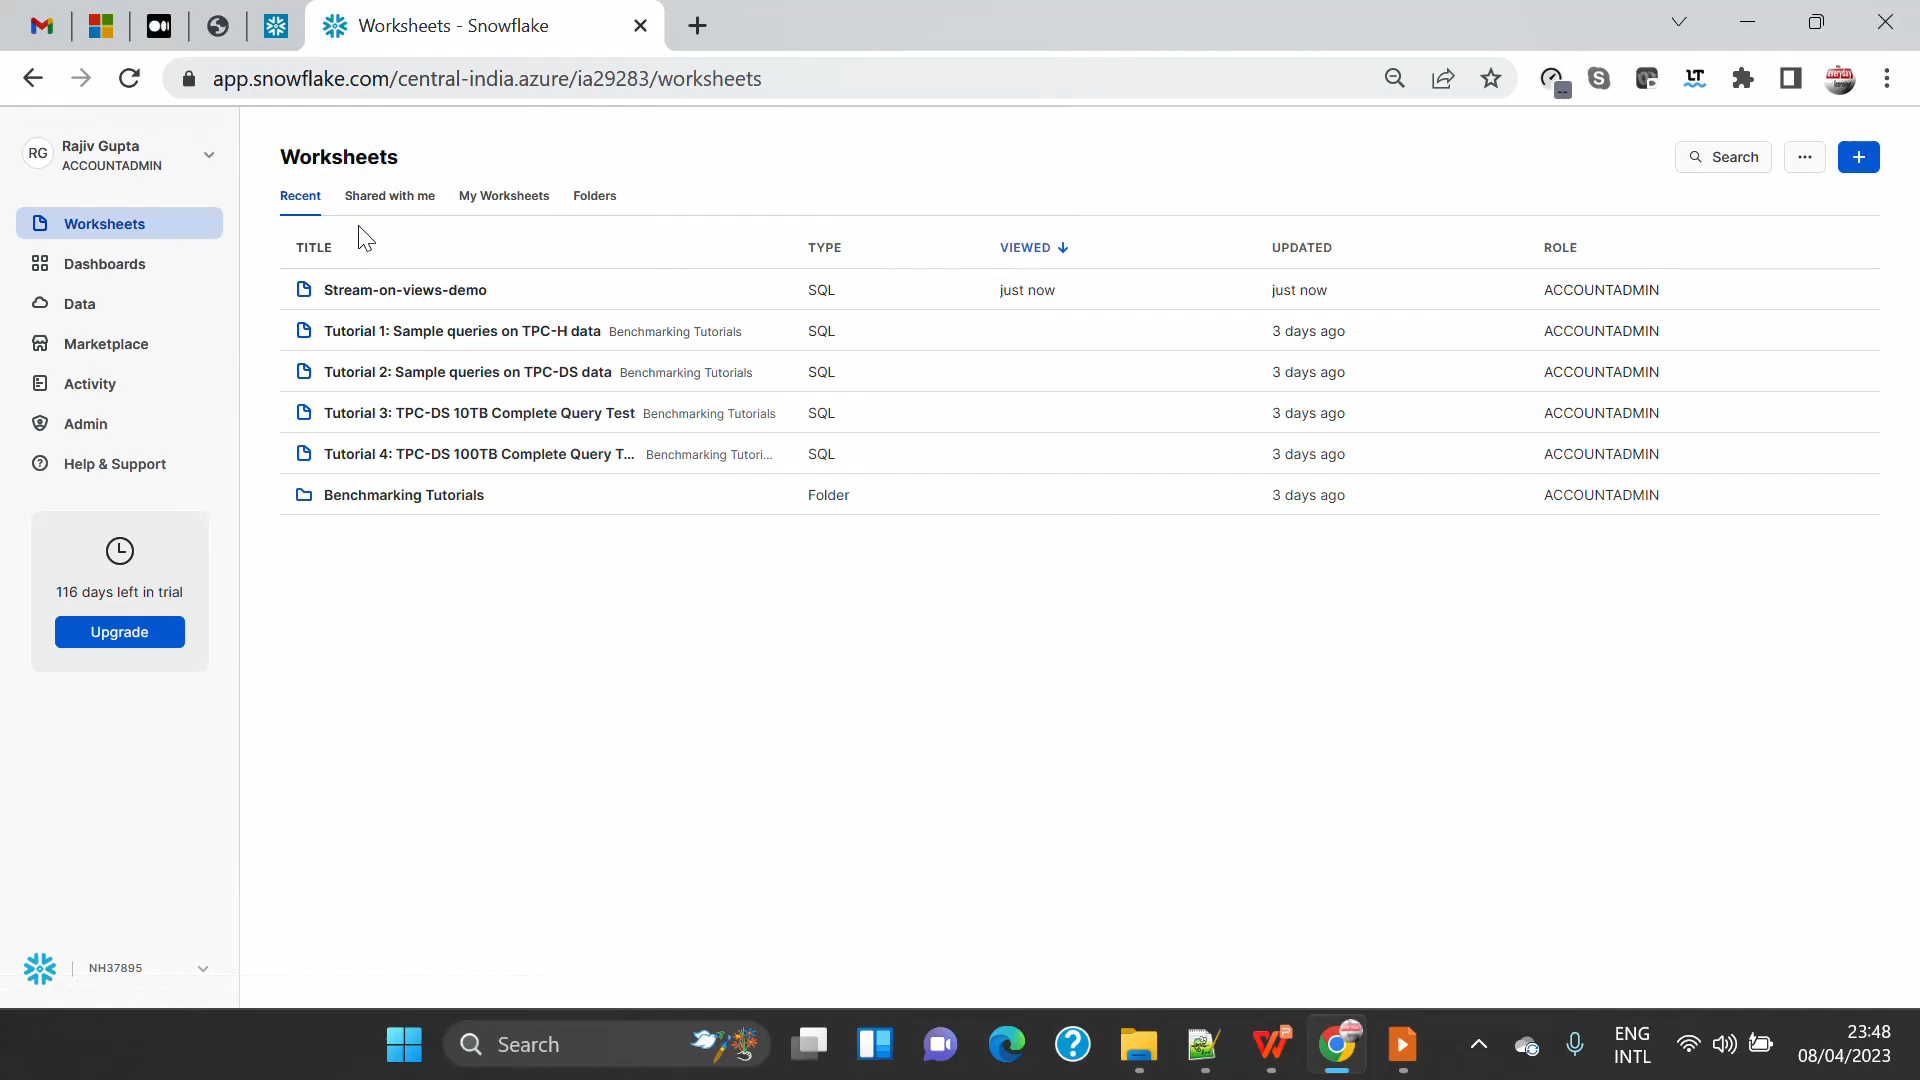 Worksheets - Snowflake
app.snowflake.com/central-india.azure/ia29283/worksheets
RG
Rajiv Gupta
ACCOUNTADMIN
Worksheets
Dashboards
Data
Marketplace
Activity
Admin
Help & Support
116 days left in trial
Upgrade
NH37895
Worksheets
Search
Recent Shared with me My Worksheets Folders
TITLE TYPE VIEWED UPDATED ROLE
Stream-on-views-demo SQL just now just now ACCOUNTADMIN
Tutorial 1: Sample queries on TPC-H data Benchmarking Tutorials SQL 3 days ago ACCOUNTADMIN
Tutorial 2: Sample queries on TPC-DS data Benchmarking Tutorials SQL 3 days ago ACCOUNTADMIN
Tutorial 3: TPC-DS 10TB Complete Query Test Benchmarking Tutorials SQL 3 days ago ACCOUNTADMIN
Tutorial 4: TPC-DS 100TB Complete Query T... Benchmarking Tutori... SQL 3 days ago ACCOUNTADMIN
Benchmarking Tutorials Folder 3 days ago ACCOUNTADMIN
Search
ENG
INTL
23:48
08/04/2023